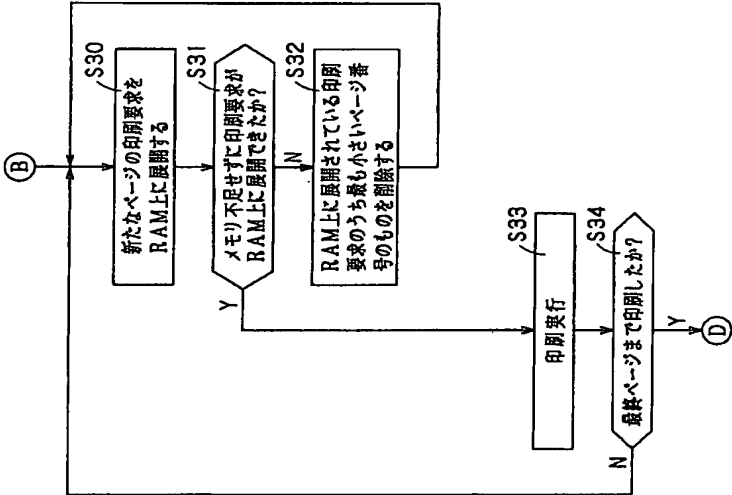 B
S30
新たなページの印刷要求を
RAM上に展開する
S31
メモリ不足せずに印刷要求が
RAM上に展開できたか?
N
Y
S32
RAM上に展開されている印刷
要求のうち最も小さいページ番
号のものを削除する
S33
印刷実行
S34
最終ページまで印刷したか?
N
Y
D